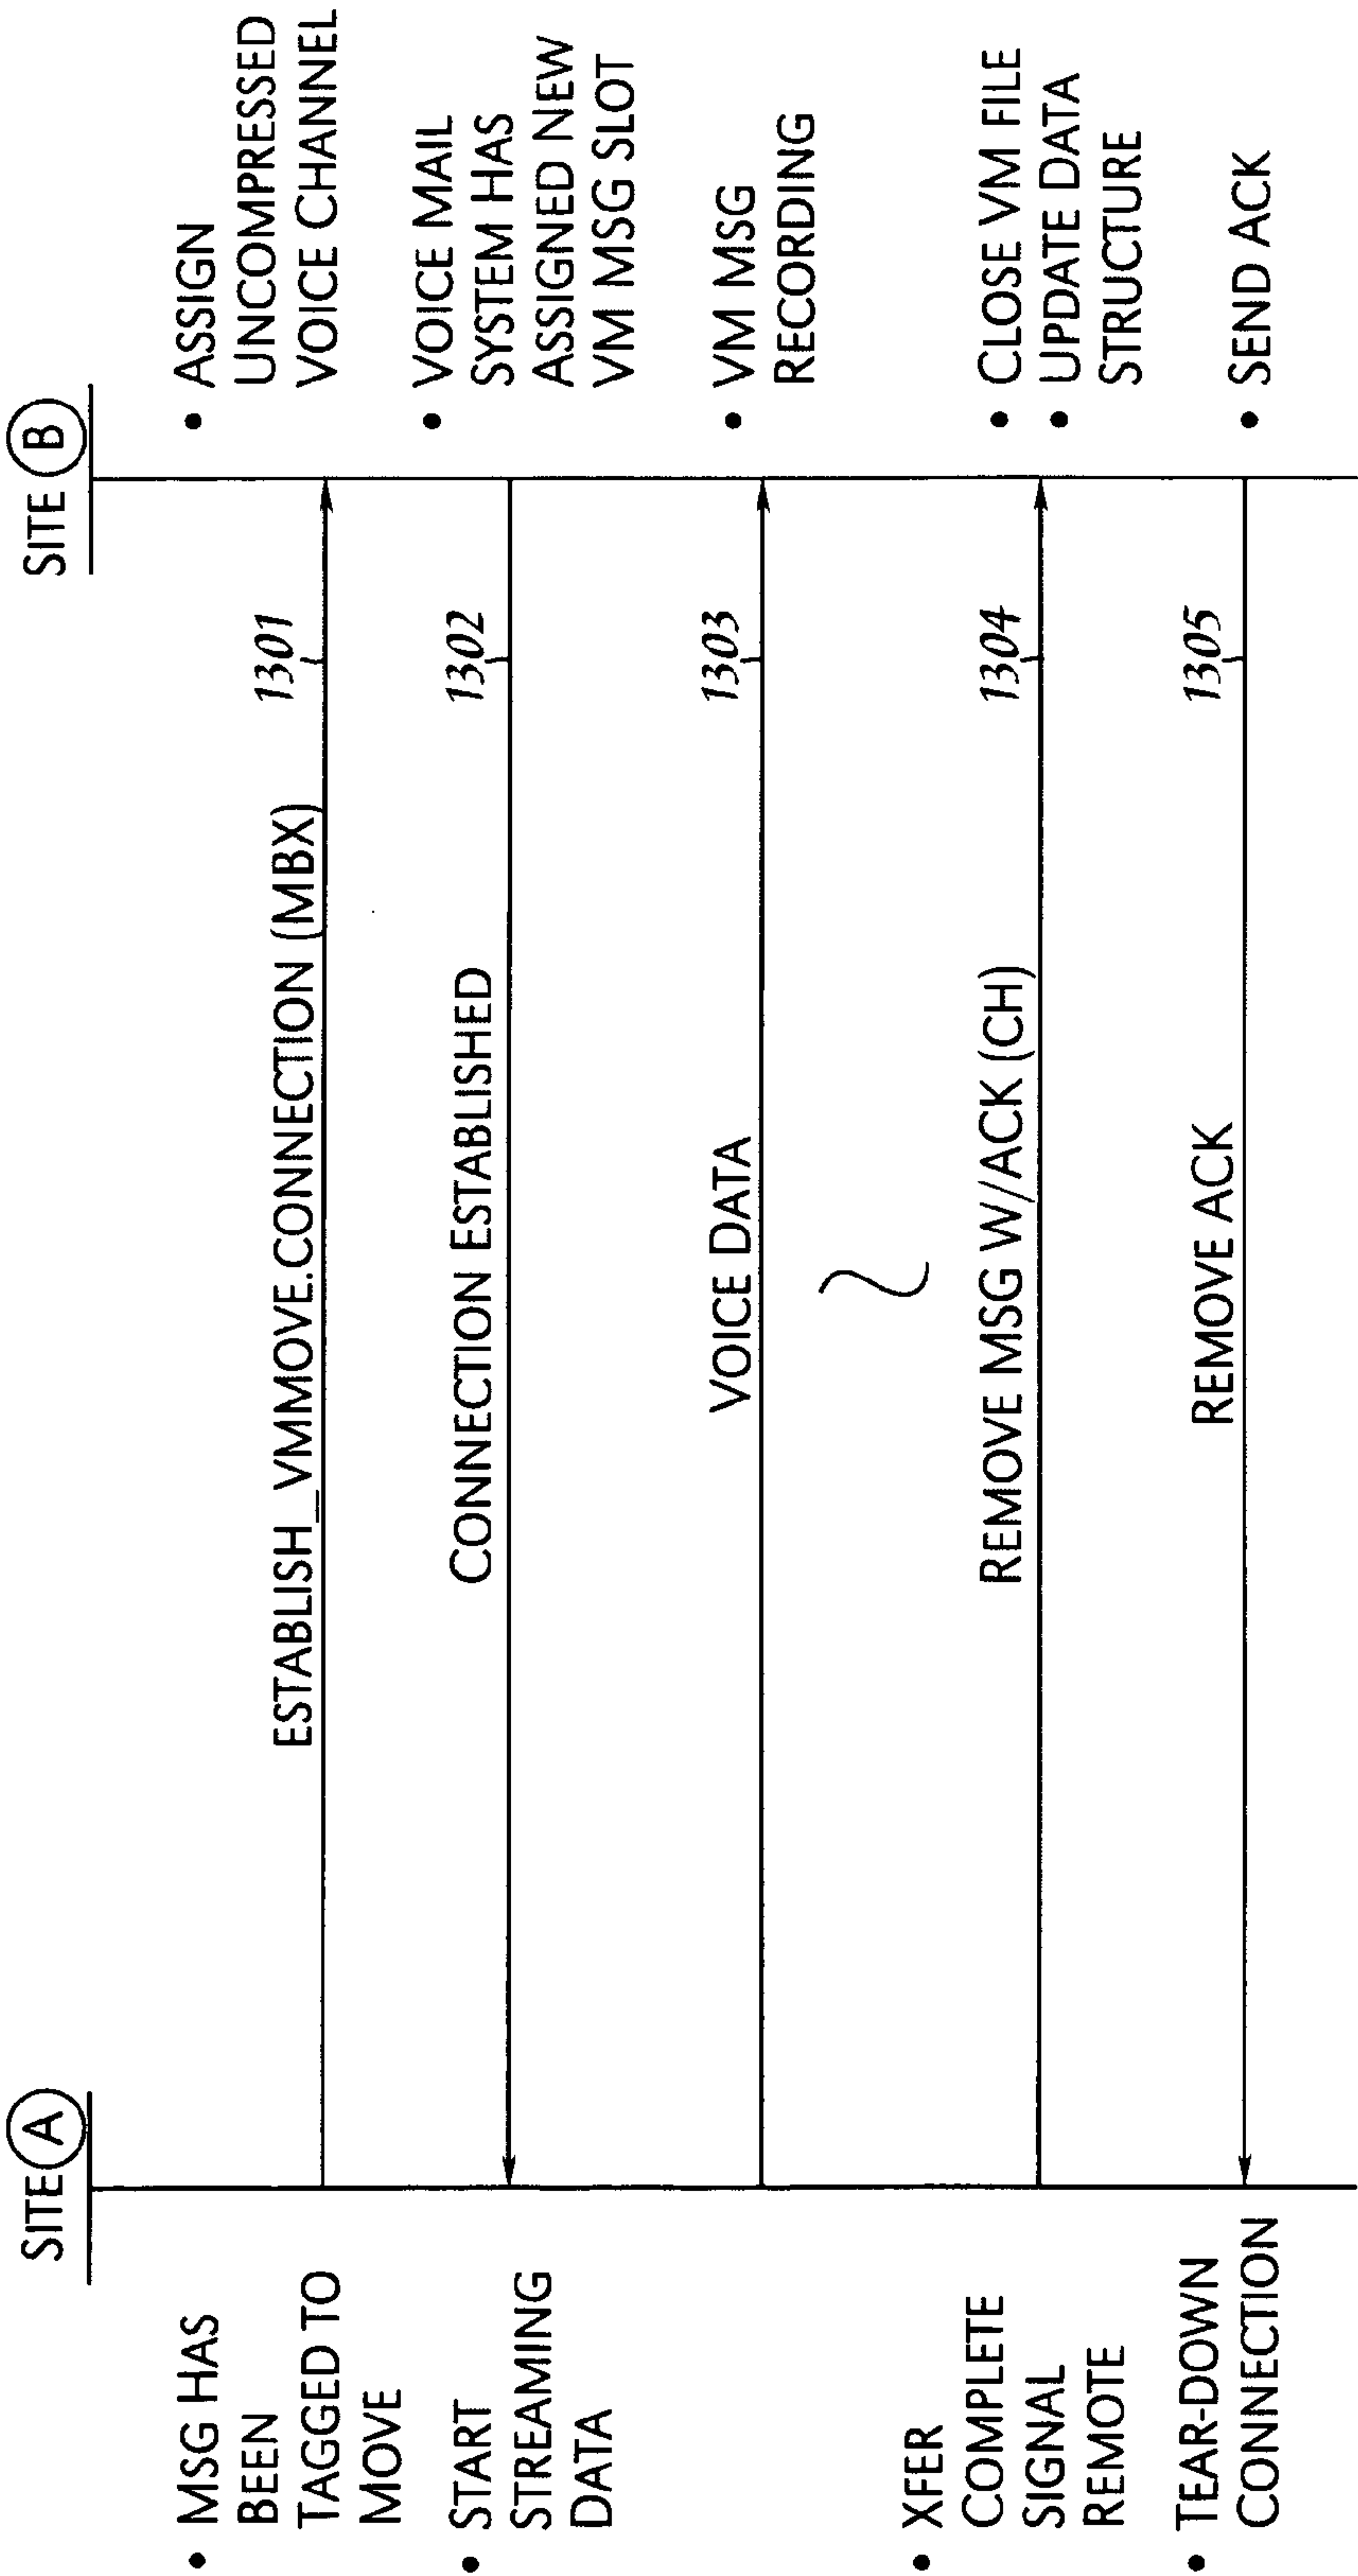 SITE A
SITE B
• MSG HAS
BEEN
TAGGED TO
MOVE
ESTABLISH_VMMOVE.CONNECTION (MBX)
1301
• ASSIGN
UNCOMPRESSED
VOICE CHANNEL
• START
STREAMING
DATA
CONNECTION ESTABLISHED
1302
• VOICE MAIL
SYSTEM HAS
ASSIGNED NEW
VM MSG SLOT
VOICE DATA
1303
• VM MSG
RECORDING
• XFER
COMPLETE
SIGNAL
REMOTE
REMOVE MSG W/ACK (CH)
1304
• CLOSE VM FILE
• UPDATE DATA
STRUCTURE
• TEAR-DOWN
CONNECTION
REMOVE ACK
1305
• SEND ACK